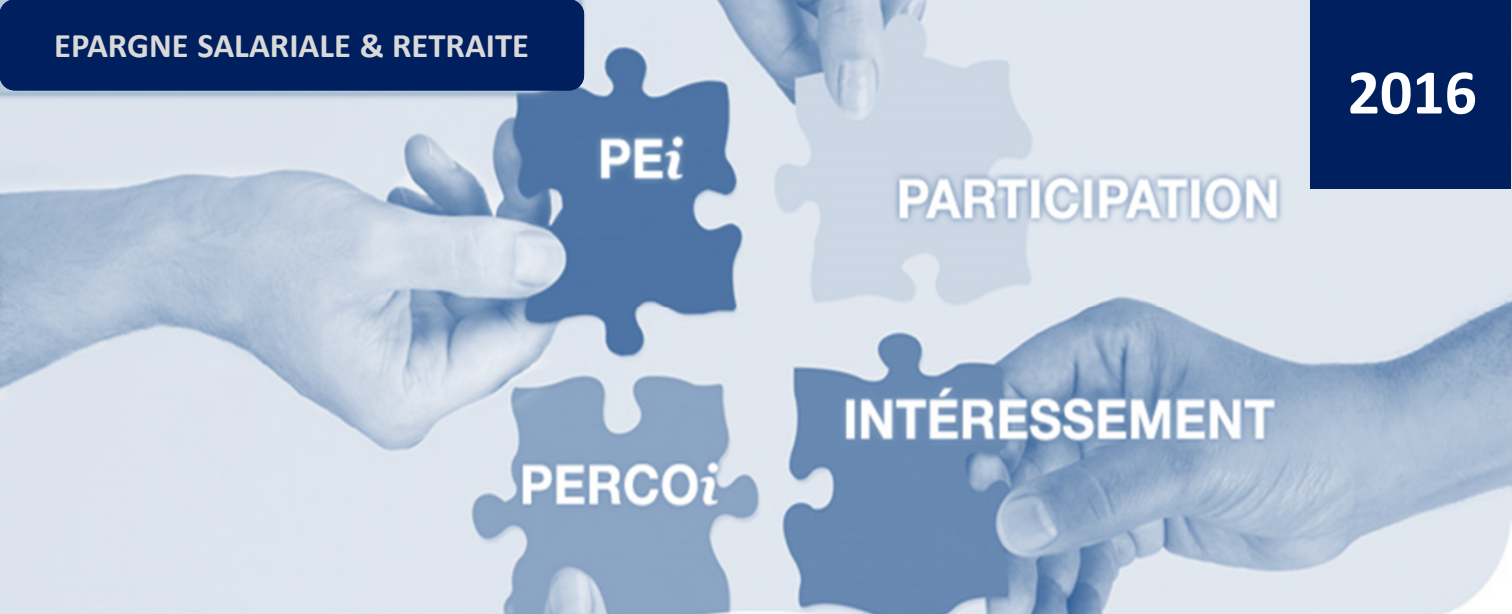 EPARGNE SALARIALE & RETRAITE
2016
PEi
PARTICIPATION
INTÉRESSEMENT
PERCOi